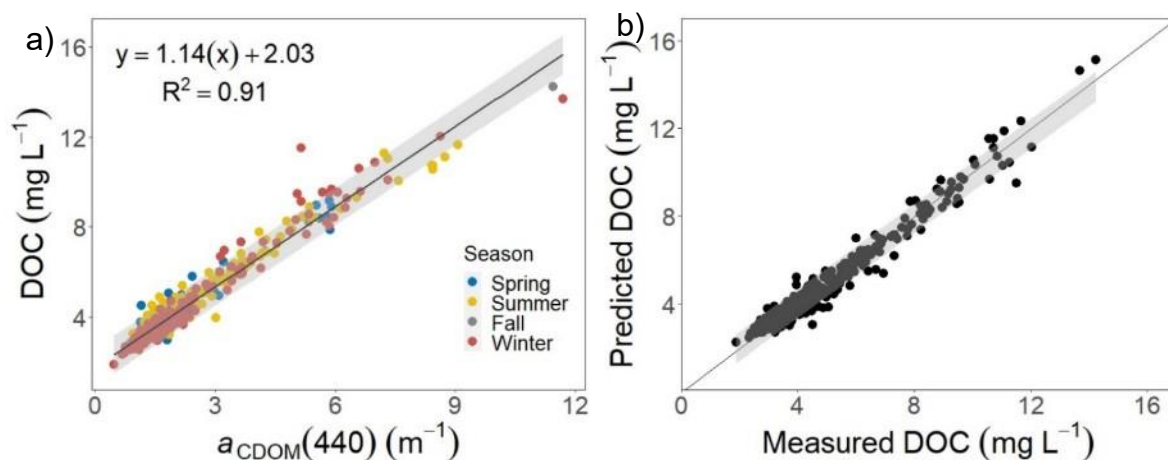 a)
y = 1.14(x) + 2.03
R² = 0.91
DOC (mg L⁻¹)
16
12
8
4
0 3 6 9 12
a_CDOM(440) (m⁻¹)
Season
Spring
Summer
Fall
Winter
b)
Predicted DOC (mg L⁻¹)
16
12
8
4
0 4 8 12 16
Measured DOC (mg L⁻¹)